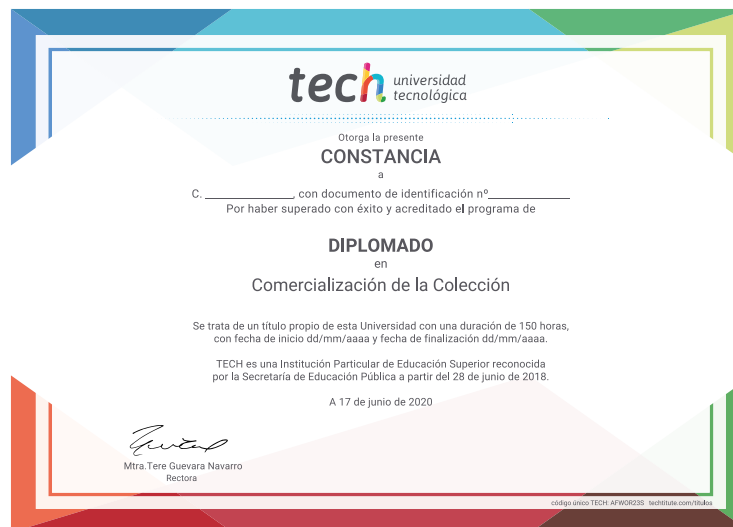 tech universidad
tecnológica
Otorga la presente
CONSTANCIA
a
C. ______________, con documento de identificación nº_____________
Por haber superado con éxito y acreditado el programa de
DIPLOMADO
en
Comercialización de la Colección
Se trata de un título propio de esta Universidad con una duración de 150 horas,
con fecha de inicio dd/mm/aaaa y fecha de finalización dd/mm/aaaa.
TECH es una Institución Particular de Educación Superior reconocida
por la Secretaría de Educación Pública a partir del 28 de junio de 2018.
A 17 de junio de 2020
Mtra.Tere Guevara Navarro
Rectora
código único TECH: AFWOR23S techtitute.com/titulos